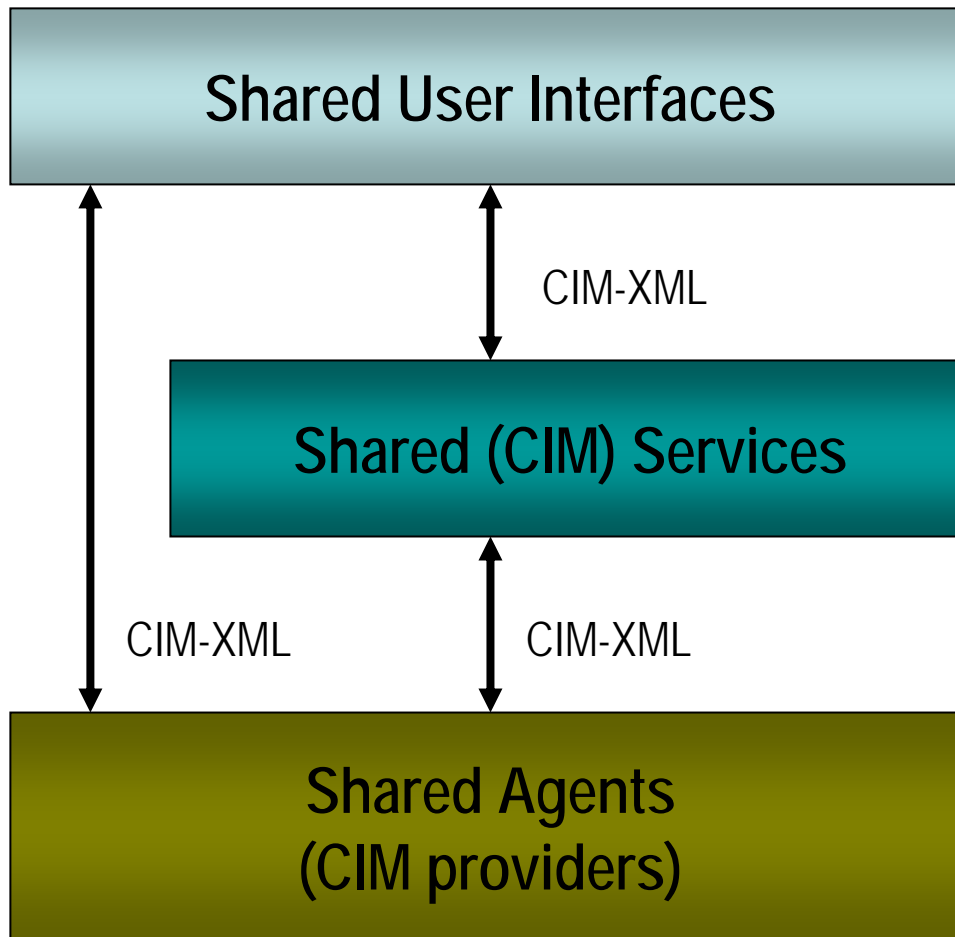 Shared User Interfaces
CIM-XML
Shared (CIM) Services
CIM-XML
CIM-XML
Shared Agents
(CIM providers)